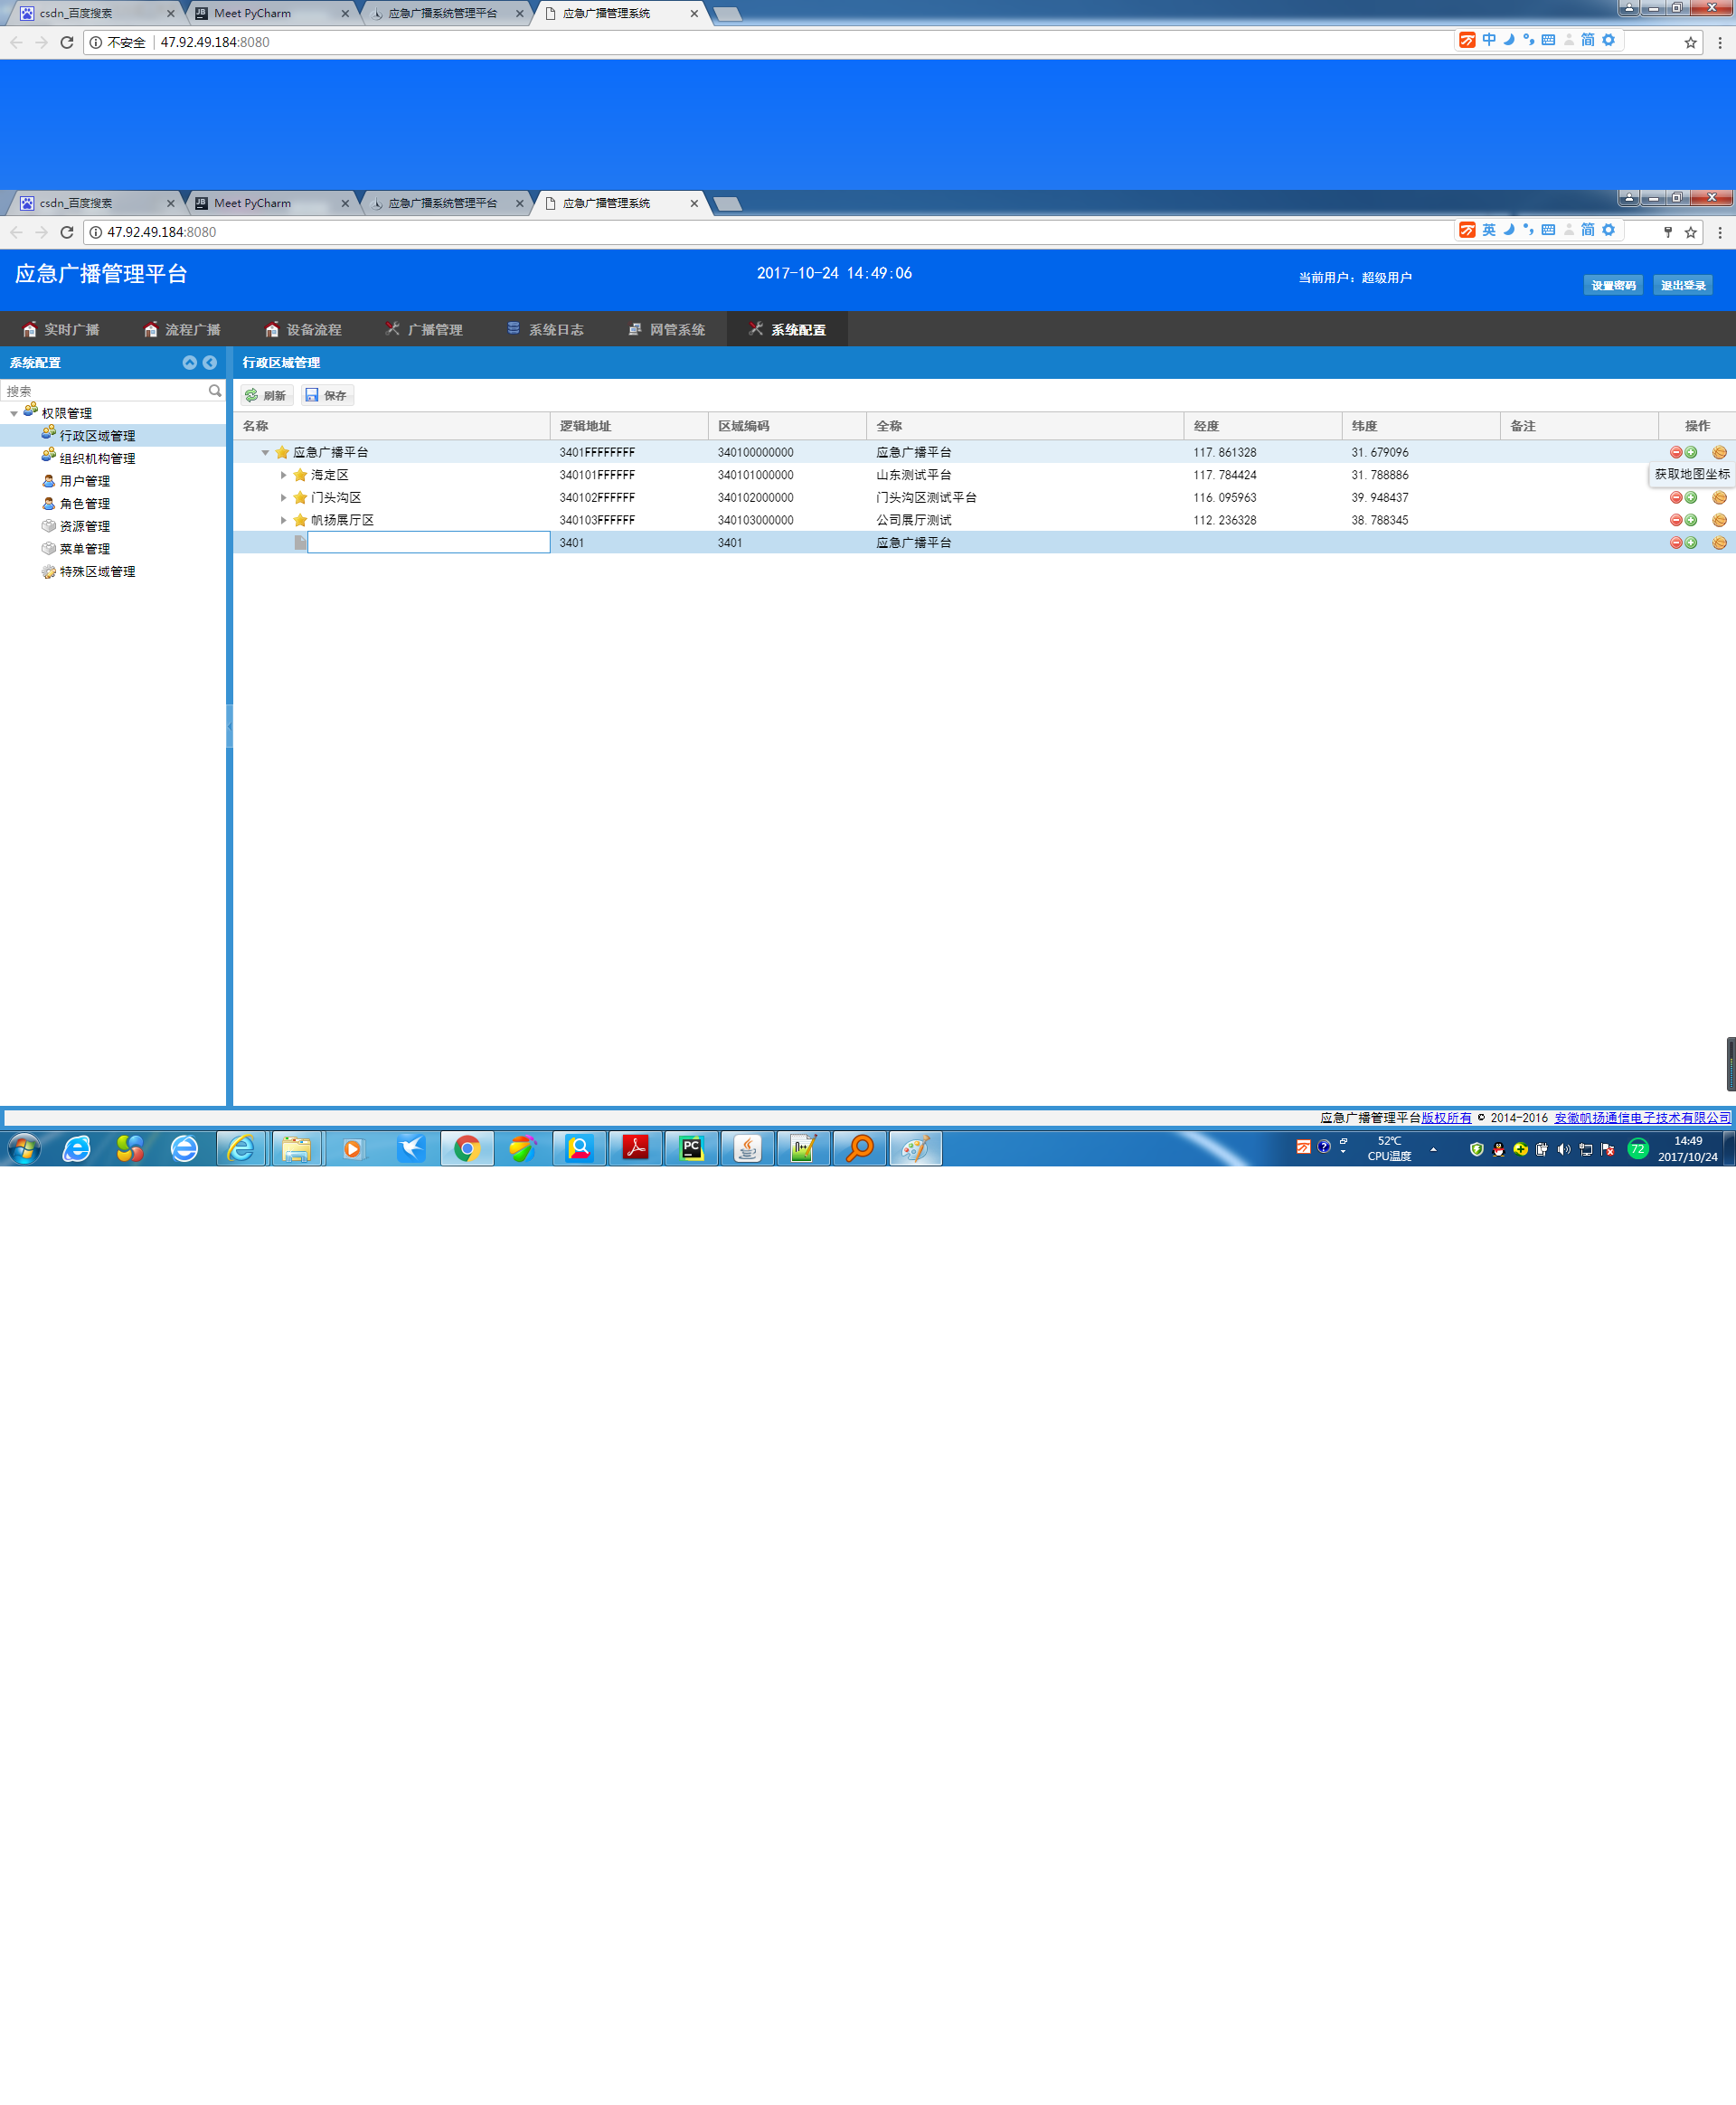 csdn_百度搜索 Meet PyCharm 应急广播系统管理平台 应急广播管理系统
不安全 47.92.49.184:8080 中 简
csdn_百度搜索 Meet PyCharm 应急广播系统管理平台 应急广播管理系统
47.92.49.184:8080 英 简
应急广播管理平台 2017-10-24 14:49:06 当前用户：超级用户 设置密码 退出登录
实时广播 流程广播 设备流程 广播管理 系统日志 网管系统 系统配置
系统配置 行政区域管理
搜索 刷新 保存
权限管理
行政区域管理
组织机构管理
用户管理
角色管理
资源管理
菜单管理
特殊区域管理
名称 逻辑地址 区域编码 全称 经度 纬度 备注 操作
应急广播平台 3401FFFFFFFF 340100000000 应急广播平台 117.861328 31.679096
海定区 340101FFFFFF 340101000000 山东测试平台 117.784424 31.788886 获取地图坐标
门头沟区 340102FFFFFF 340102000000 门头沟区测试平台 116.095963 39.948437
帆扬展厅区 340103FFFFFF 340103000000 公司展厅测试 112.236328 38.788345
3401 3401 应急广播平台
应急广播管理平台版权所有 © 2014-2016 安徽帆扬通信电子技术有限公司
52℃ 14:49
CPU温度 72 2017/10/24